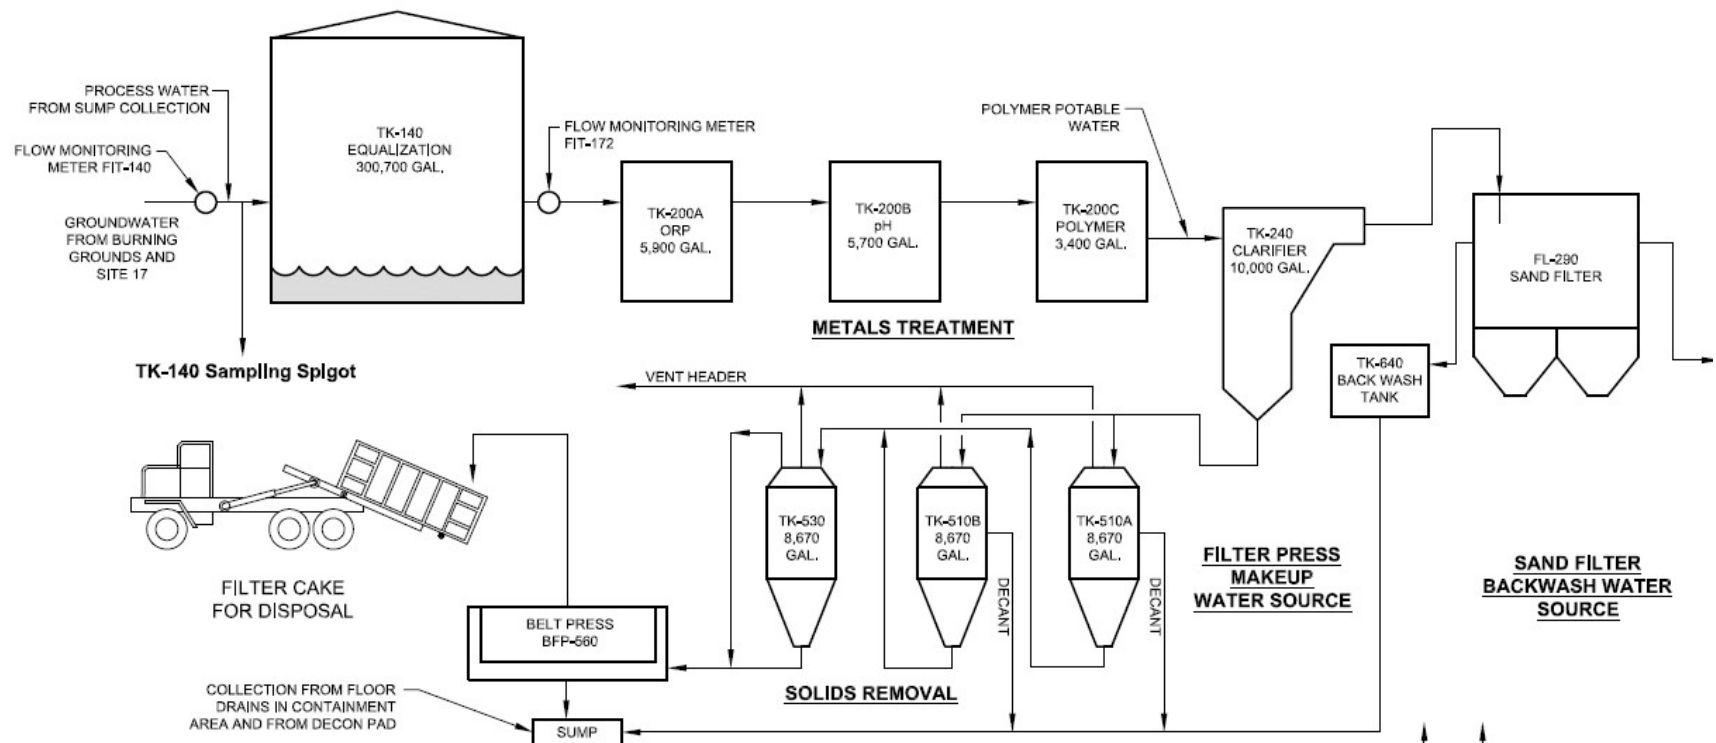 PROCESS WATER
FROM SUMP COLLECTION
FLOW MONITORING
METER FIT-140
GROUNDWATER
FROM BURNING
GROUNDS AND
SITE 17
TK-140
EQUALIZATION
300,700 GAL.
TK-140 Sampling Spigot
FLOW MONITORING METER
FIT-172
TK-200A
ORP
5,900 GAL.
TK-200B
pH
5,700 GAL.
TK-200C
POLYMER
3,400 GAL.
POLYMER POTABLE
WATER
TK-240
CLARIFIER
10,000 GAL.
FL-290
SAND FILTER
METALS TREATMENT
TK-640
BACK WASH
TANK
VENT HEADER
TK-530
8,670
GAL.
TK-510B
8,670
GAL.
TK-510A
8,670
GAL.
DECANT
DECANT
FILTER PRESS
MAKEUP
WATER SOURCE
SAND FILTER
BACKWASH WATER
SOURCE
FILTER CAKE
FOR DISPOSAL
BELT PRESS
BFP-560
SOLIDS REMOVAL
COLLECTION FROM FLOOR
DRAINS IN CONTAINMENT
AREA AND FROM DECON PAD
SUMP